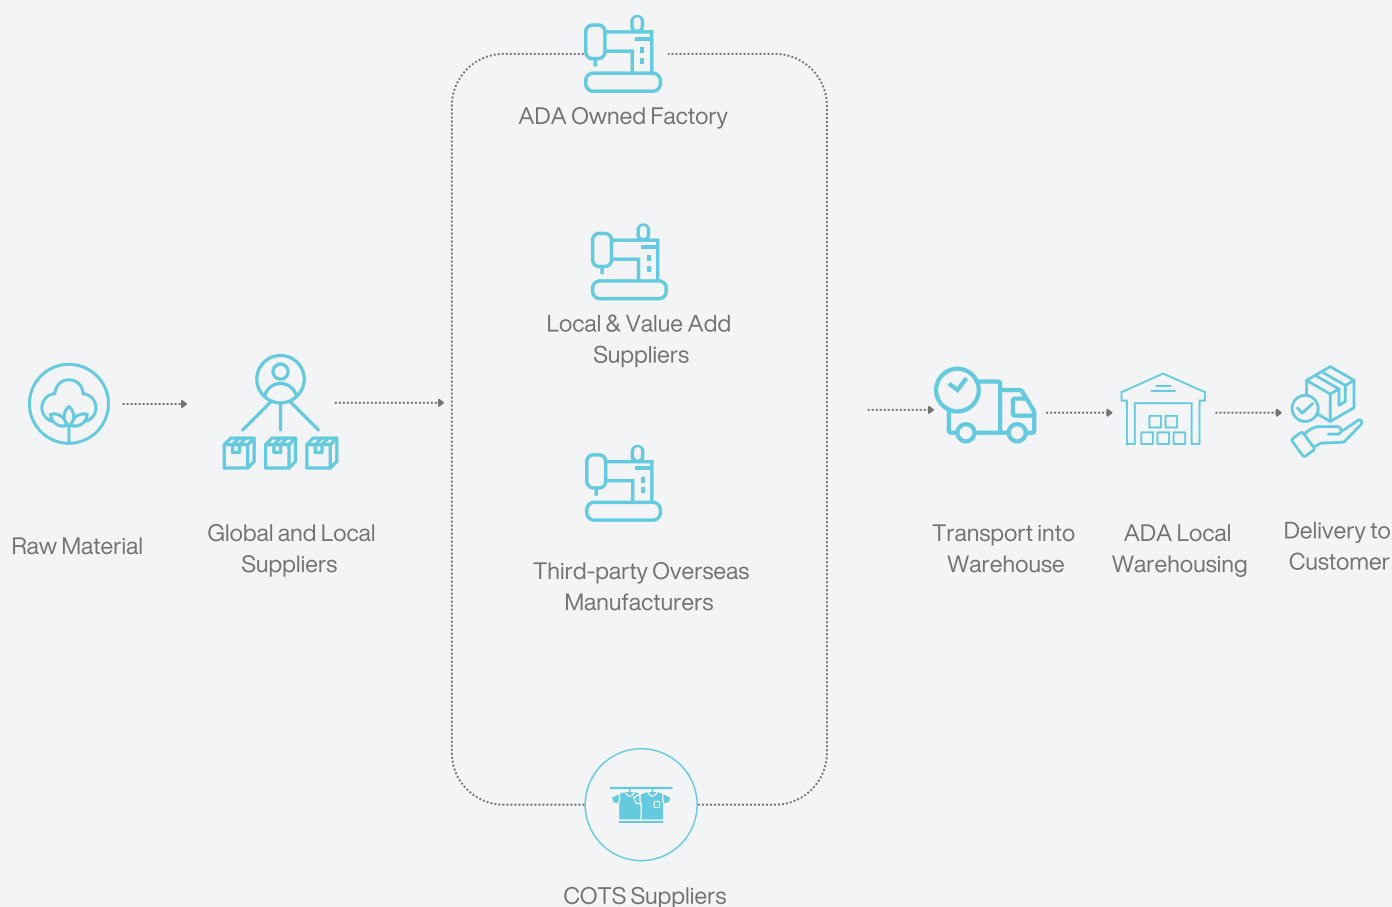 ADA Owned Factory
Local & Value Add
Suppliers
Third-party Overseas
Manufacturers
Raw Material
Global and Local
Suppliers
Transport into
Warehouse
ADA Local
Warehousing
Delivery to
Customer
COTS Suppliers